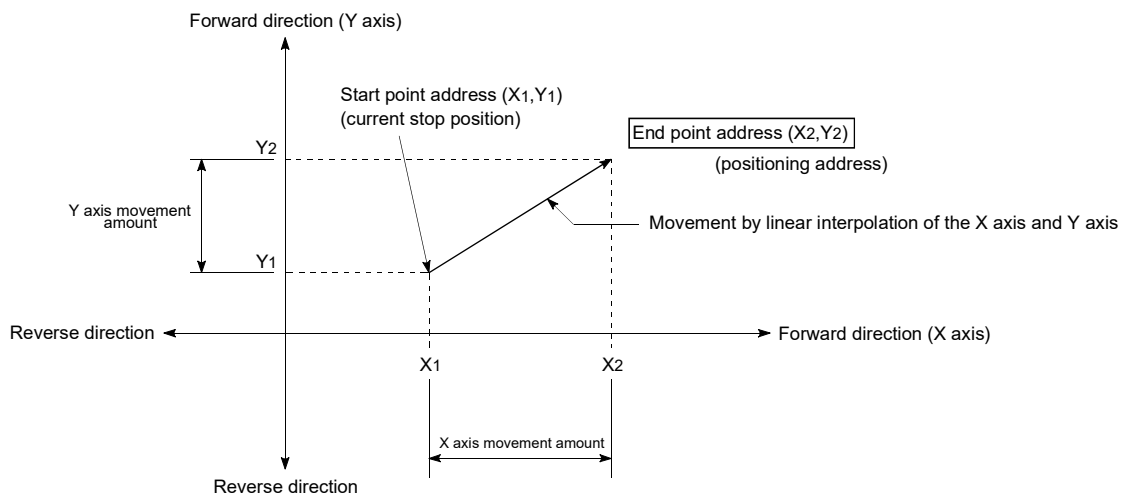 Forward direction (Y axis)
Start point address (X1,Y1)
(current stop position)
End point address (X2,Y2)
(positioning address)
Y2
Y axis movement
amount
Movement by linear interpolation of the X axis and Y axis
Y1
Reverse direction
Forward direction (X axis)
X1
X2
X axis movement amount
Reverse direction